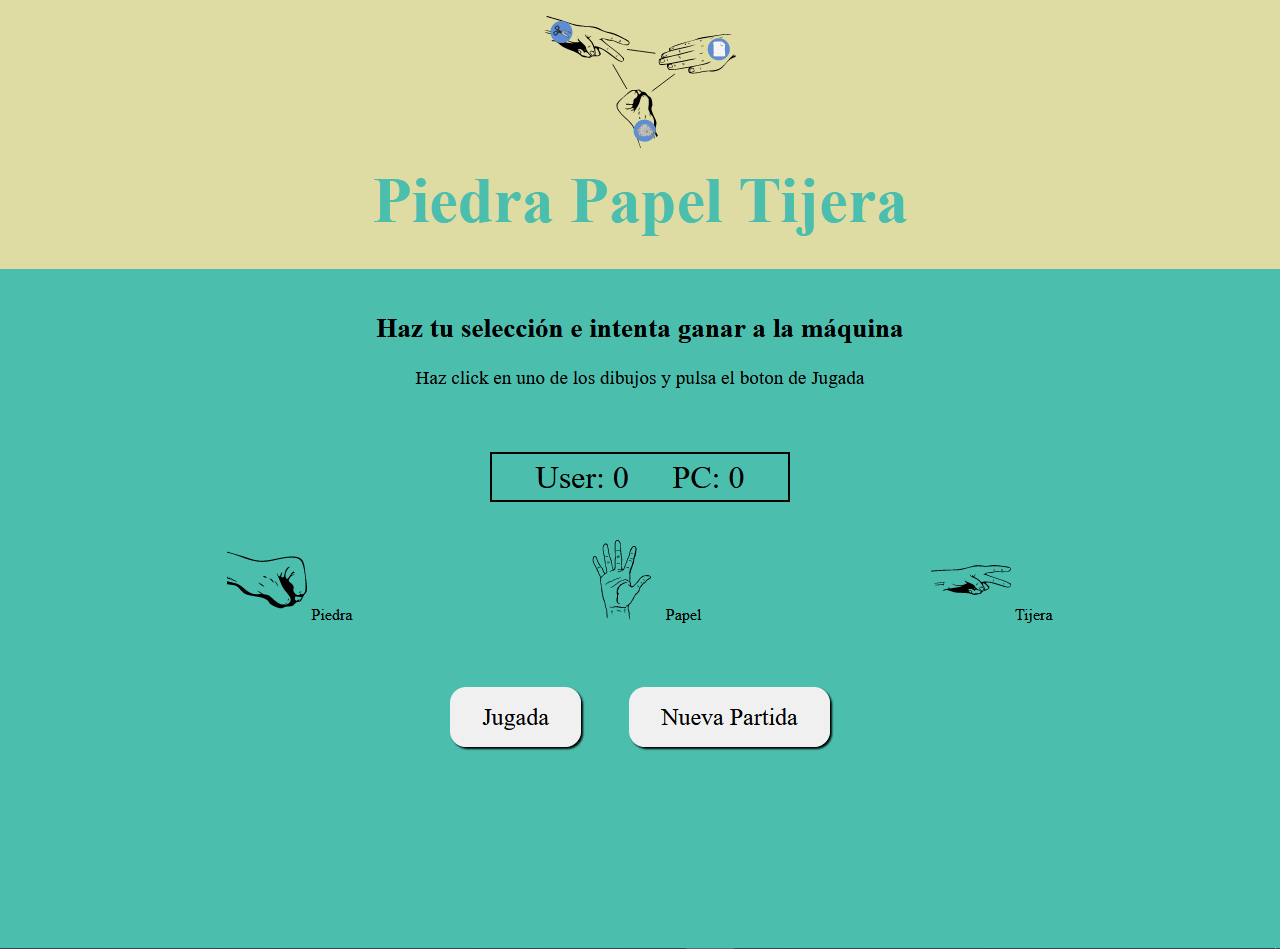 Piedra Papel Tijera
Haz tu selección e intenta ganar a la máquina
Haz click en uno de los dibujos y pulsa el boton de Jugada
User: 0 PC: 0
Piedra Papel Tijera
Jugada Nueva Partida